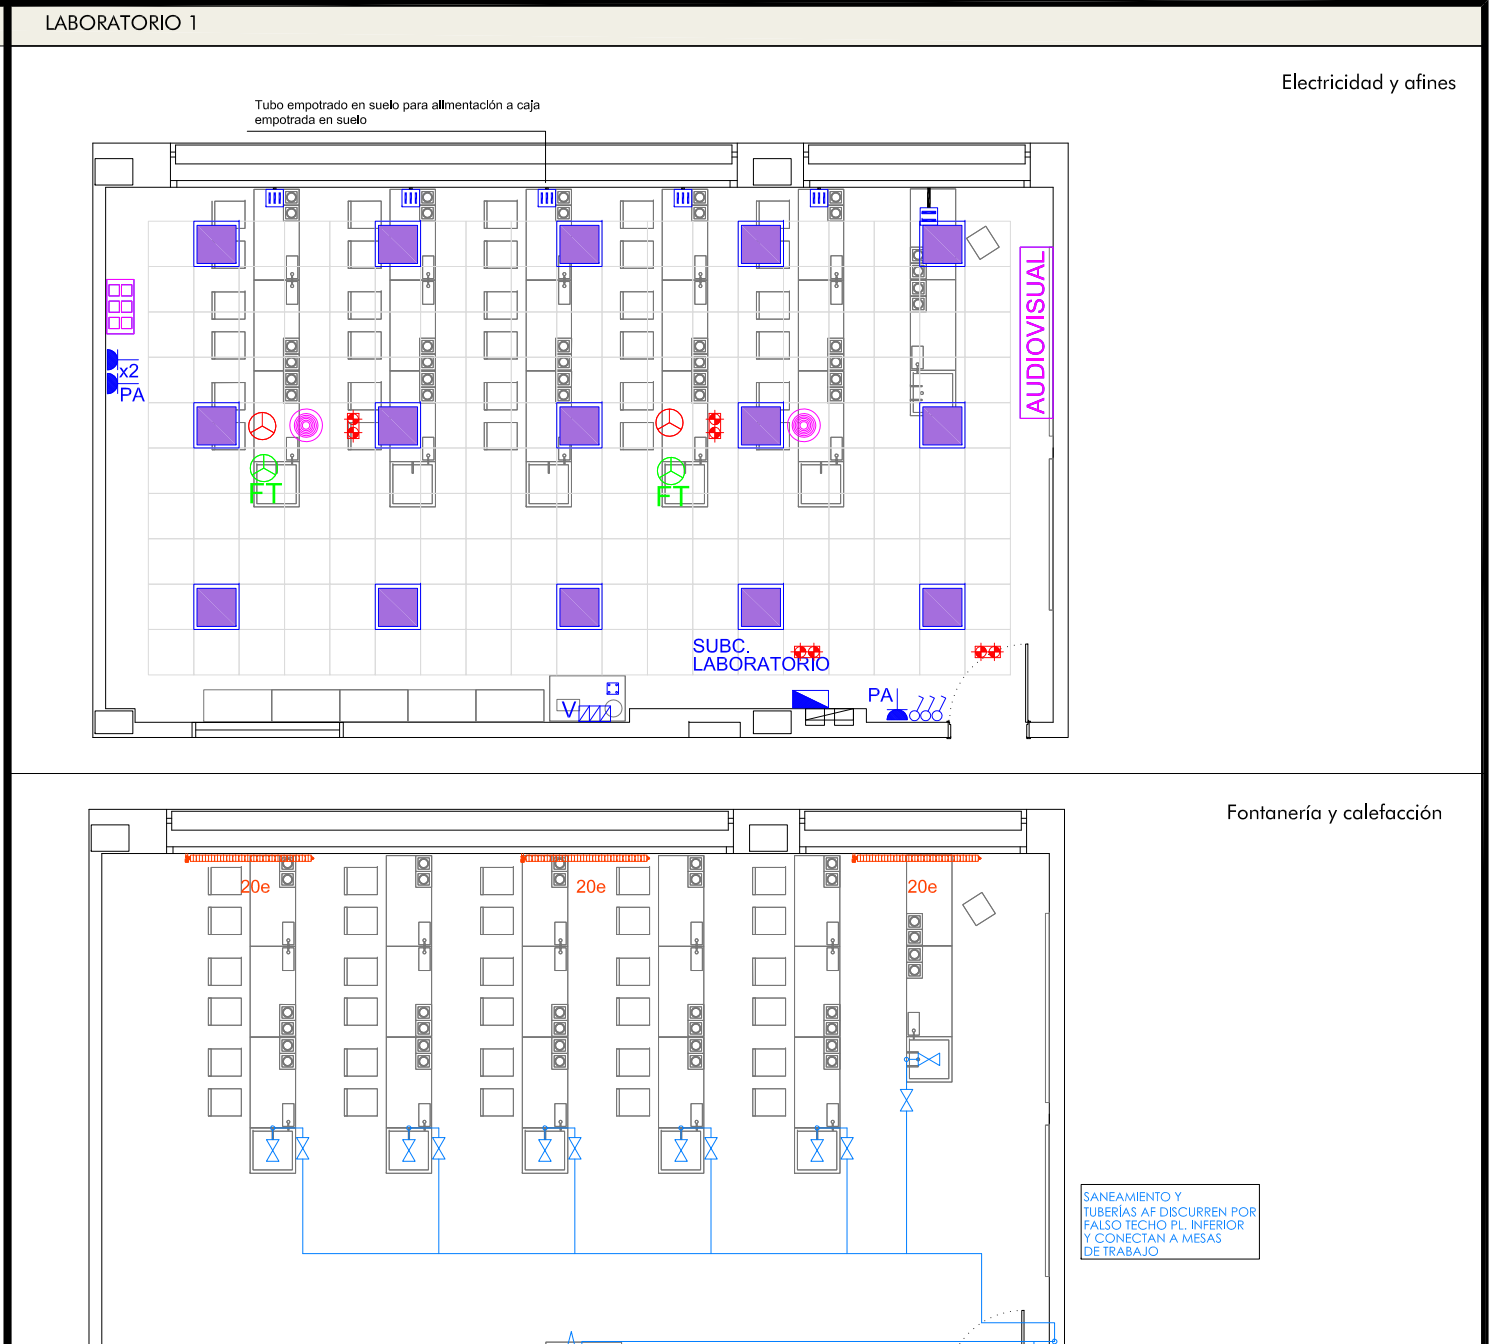 LABORATORIO 1
Electricidad y afines
Tubo empotrado en suelo para alimentación a caja
empotrada en suelo
AUDIOVISUAL
x2
PA
FT
FT
SUBC.
LABORATORIO
V
PA
Fontanería y calefacción
20e
20e
20e
SANEAMIENTO Y
TUBERÍAS AF DISCURREN POR
FALSO TECHO PL. INFERIOR
Y CONECTAN A MESAS
DE TRABAJO